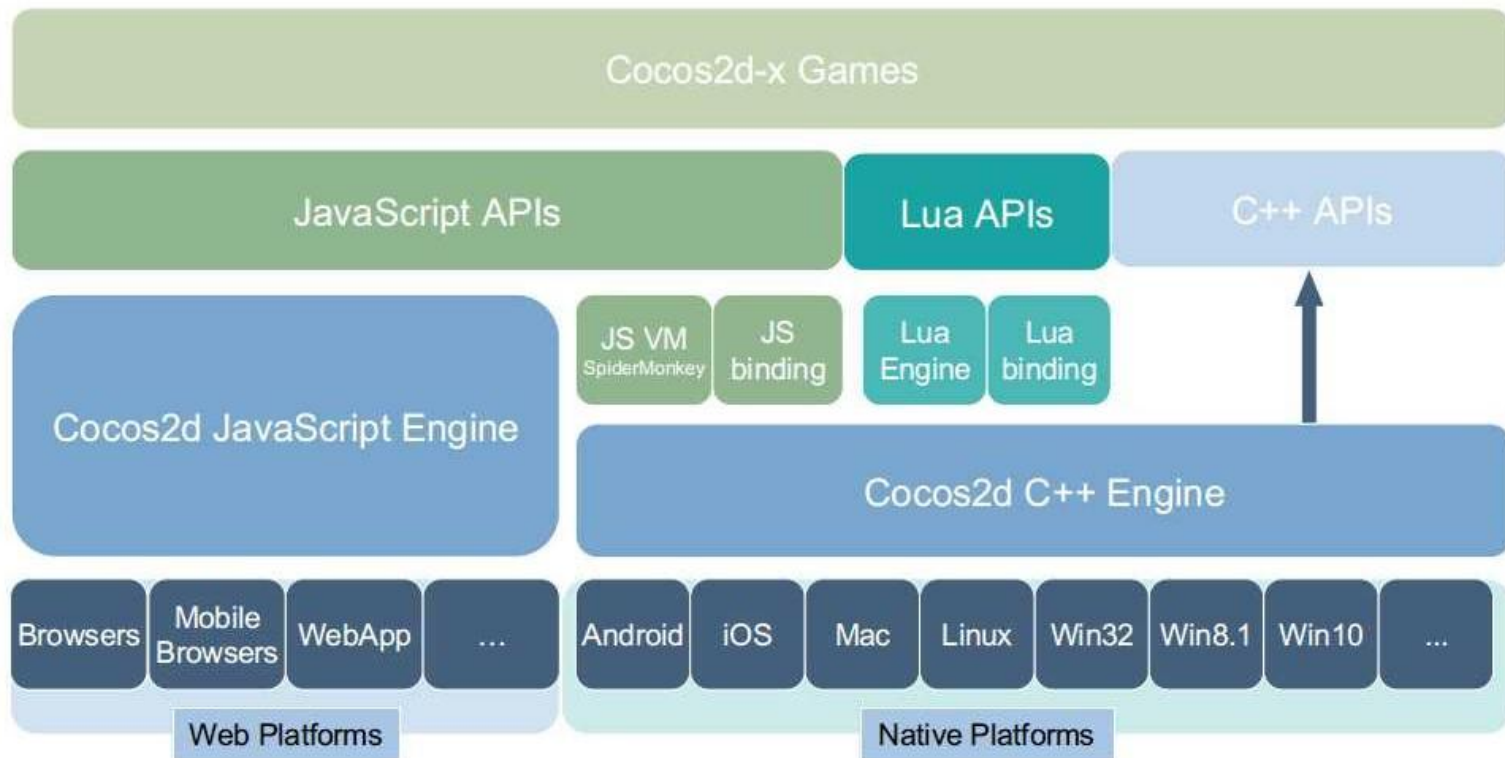 Cocos2d-x Games
JavaScript APIs
Lua APIs
C++ APIs
JS VM
SpiderMonkey
JS
binding
Lua
Engine
Lua
binding
Cocos2d JavaScript Engine
Cocos2d C++ Engine
Browsers
Mobile
Browsers
WebApp
...
Android
iOS
Mac
Linux
Win32
Win8.1
Win10
...
Web Platforms
Native Platforms